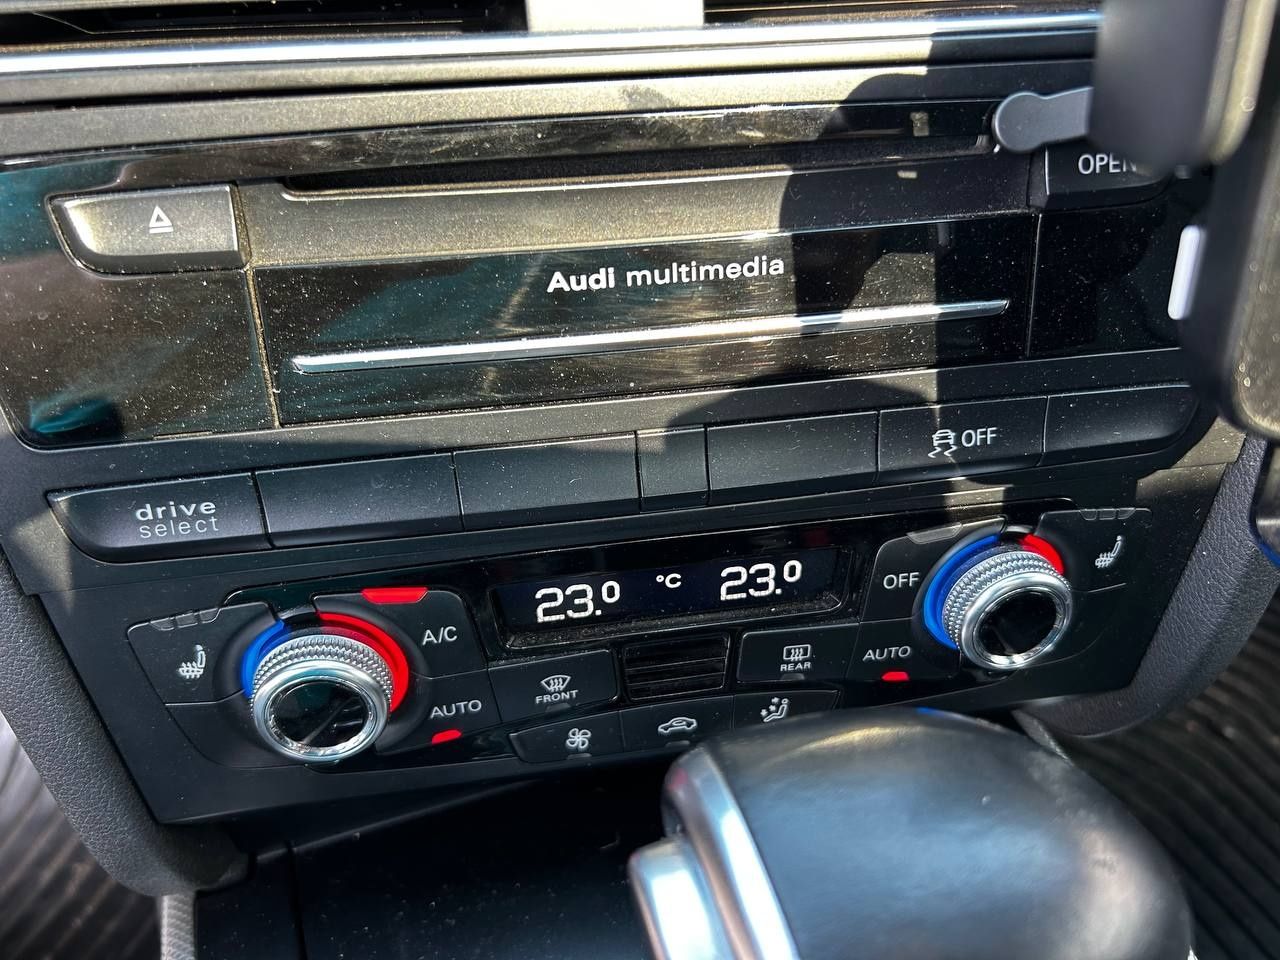 OPEN
Audi multimedia
OFF
drive
select
23.0 °C 23.0
OFF
A/C
AUTO
REAR
AUTO
FRONT